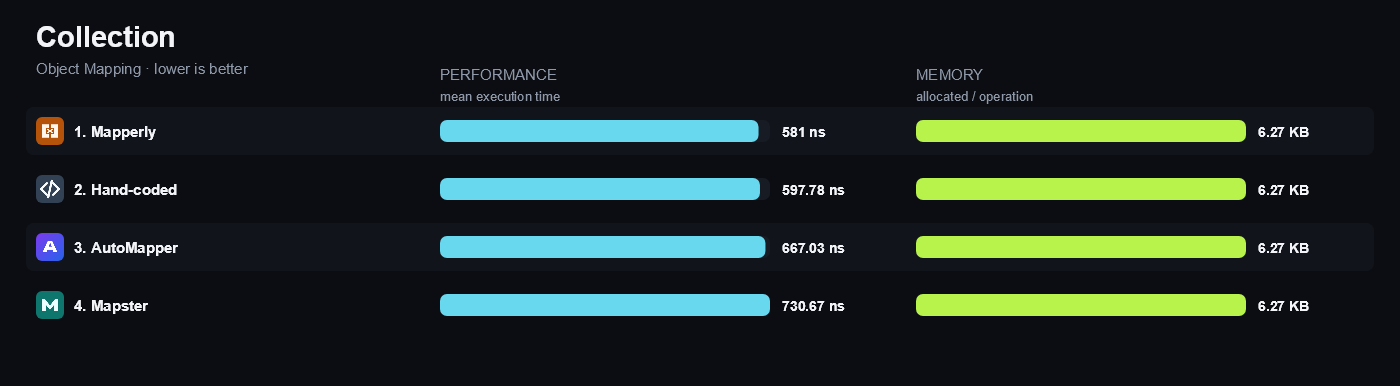 Collection
Object Mapping · lower is better
PERFORMANCE
mean execution time
MEMORY
allocated / operation
1. Mapperly
581 ns
6.27 KB
2. Hand-coded
597.78 ns
6.27 KB
3. AutoMapper
667.03 ns
6.27 KB
4. Mapster
730.67 ns
6.27 KB